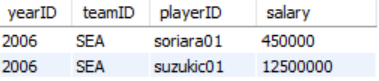 yearID teamID playerID salary
2006 SEA soriara01 450000
2006 SEA suzukic01 12500000